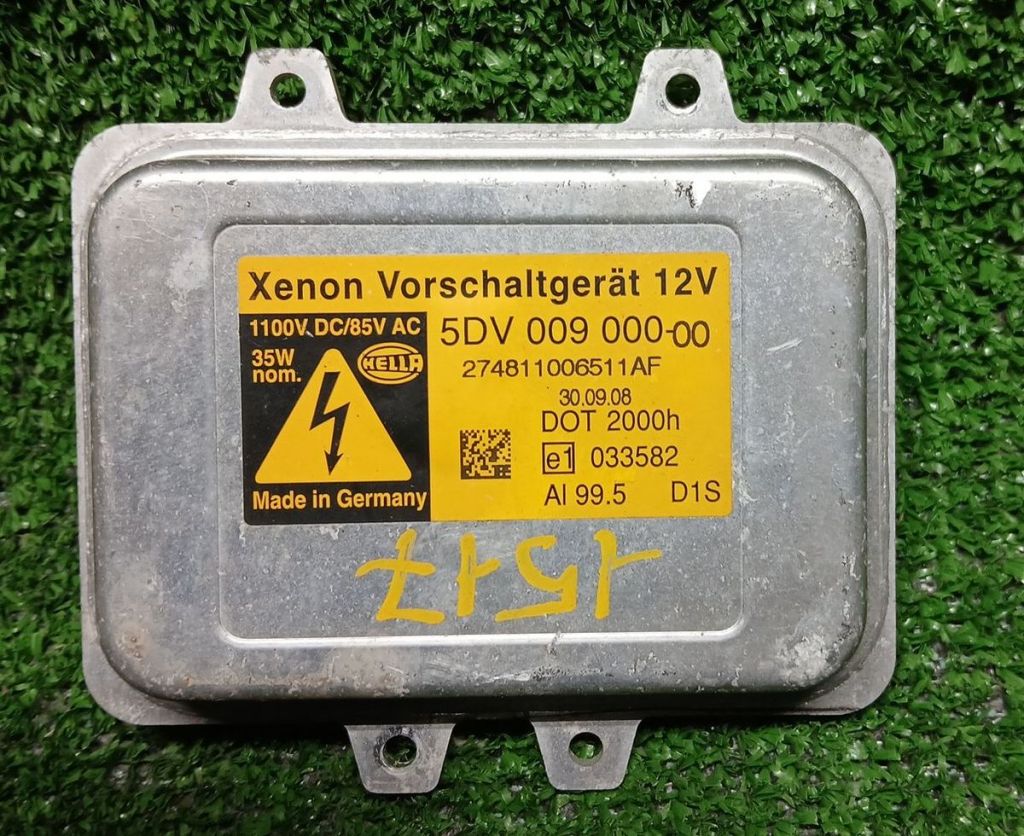 Xenon Vorschaltgerät 12V
1100V DC/85V AC
35W
nom.
HELLA
Made in Germany
5DV 009 000-00
274811006511AF
30.09.08
DOT 2000h
e1 033582
Al 99.5 D1S
1517